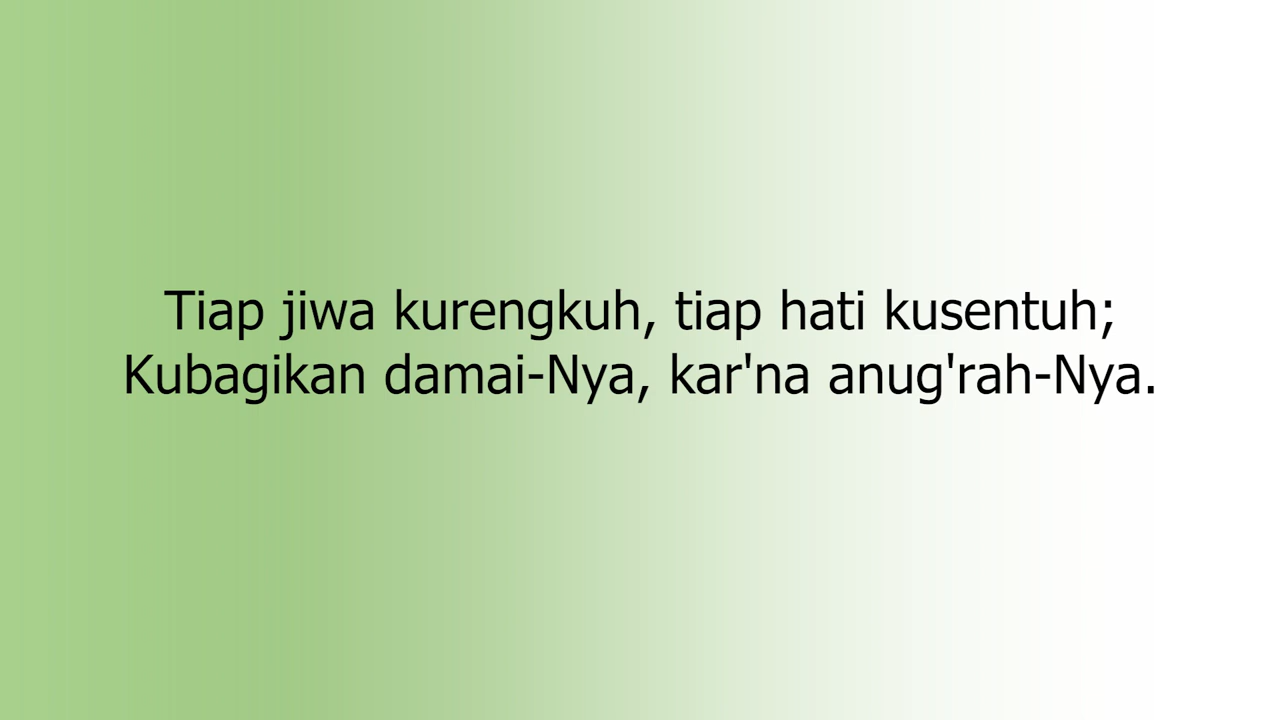 Tiap jiwa kurengkuh, tiap hati kusentuh;
Kubagikan damai-Nya, kar'na anug'rah-Nya.